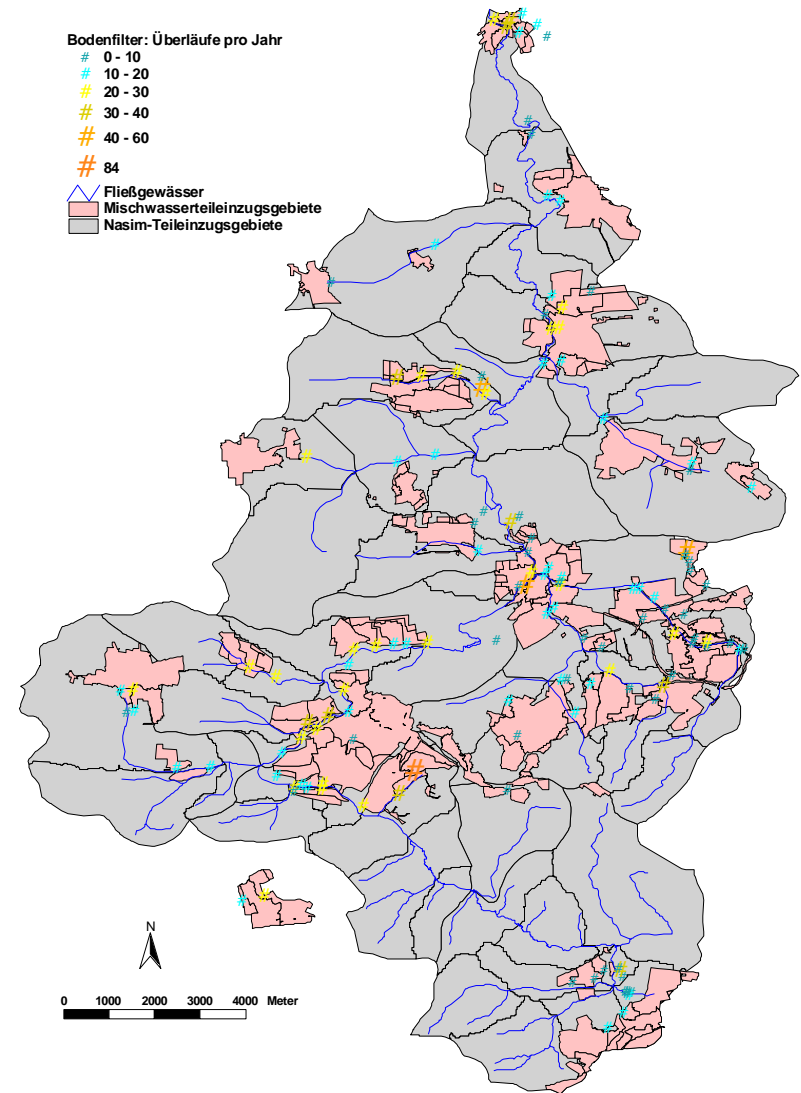 Bodenfilter: Überläufe pro Jahr
# 0 - 10
# 10 - 20
# 20 - 30
# 30 - 40
# 40 - 60
# 84
Fließgewässer
Mischwasserteileinzugsgebiete
Nasim-Teileinzugsgebiete
N
0 1000 2000 3000 4000 Meter